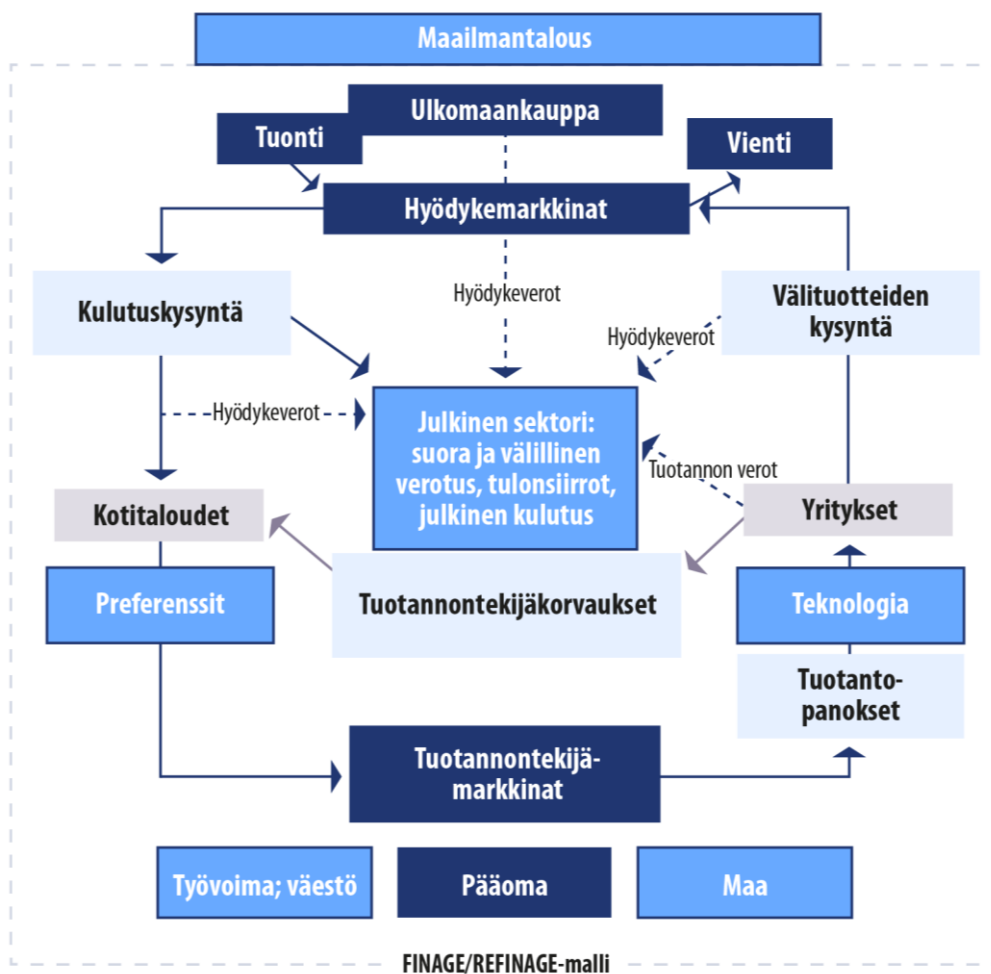 Maailmantalous
Ulkomaankauppa
Tuonti
Vienti
Hyödykemarkkinat
Kulutuskysyntä
Hyödykeverot
Välituotteiden
kysyntä
Hyödykeverot
Hyödykeverot
Julkinen sektori:
suora ja välillinen
verotus, tulonsiirrot,
julkinen kulutus
Tuotannon verot
Kotitaloudet
Yritykset
Preferenssit
Tuotannontekijäkorvaukset
Teknologia
Tuotanto-
panokset
Tuotannontekijä-
markkinat
Työvoima; väestö
Pääoma
Maa
FINAGE/REFINAGE-malli